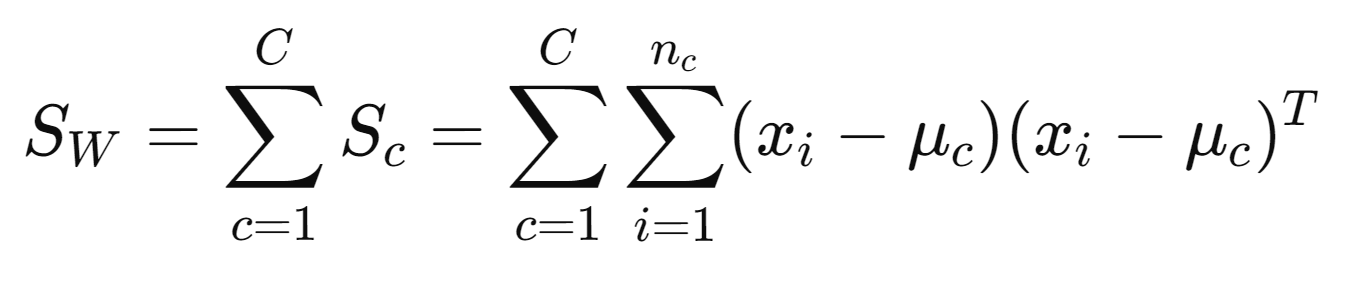 S_W = \sum_{c=1}^{C} S_c = \sum_{c=1}^{C} \sum_{i=1}^{n_c} (x_i - \mu_c)(x_i - \mu_c)^T